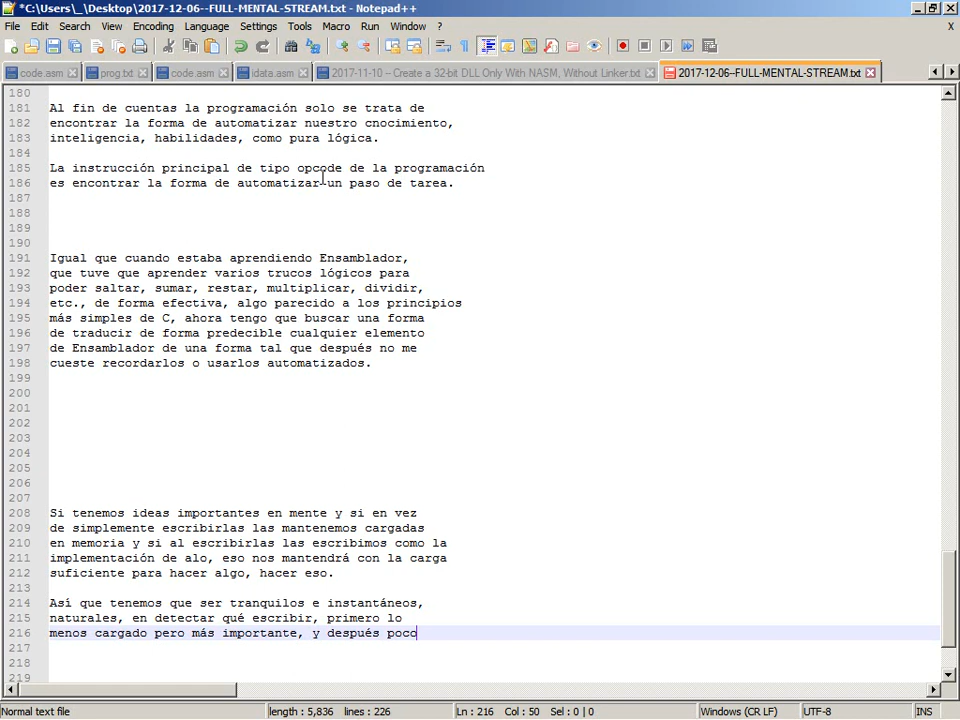 *C:\Users\_\Desktop\2017-12-06--FULL-MENTAL-STREAM.txt - Notepad++
File Edit Search View Encoding Language Settings Tools Macro Run Window ? X
code.asm prog.txt code.asm idata.asm 2017-11-10 -- Create a 32-bit DLL Only With NASM, Without Linker.txt 2017-12-06--FULL-MENTAL-STREAM.txt
180
181 Al fin de cuentas la programación solo se trata de
182 encontrar la forma de automatizar nuestro cnocimiento,
183 inteligencia, habilidades, como pura lógica.
184
185 La instrucción principal de tipo opcode de la programación
186 es encontrar la forma de automatizar un paso de tarea.
187
188
189
190
191 Igual que cuando estaba aprendiendo Ensamblador,
192 que tuve que aprender varios trucos lógicos para
193 poder saltar, sumar, restar, multiplicar, dividir,
194 etc., de forma efectiva, algo parecido a los principios
195 más simples de C, ahora tengo que buscar una forma
196 de traducir de forma predecible cualquier elemento
197 de Ensamblador de una forma tal que después no me
198 cueste recordarlos o usarlos automatizados.
199
200
201
202
203
204
205
206
207
208 Si tenemos ideas importantes en mente y si en vez
209 de simplemente escribirlas las mantenemos cargadas
210 en memoria y si al escribirlas las escribimos como la
211 implementación de alo, eso nos mantendrá con la carga
212 suficiente para hacer algo, hacer eso.
213
214 Así que tenemos que ser tranquilos e instantáneos,
215 naturales, en detectar qué escribir, primero lo
216 menos cargado pero más importante, y después poco
217
218
219
Normal text file length : 5,836 lines : 226 Ln : 216 Col : 50 Sel : 0 | 0 Windows (CR LF) UTF-8 INS